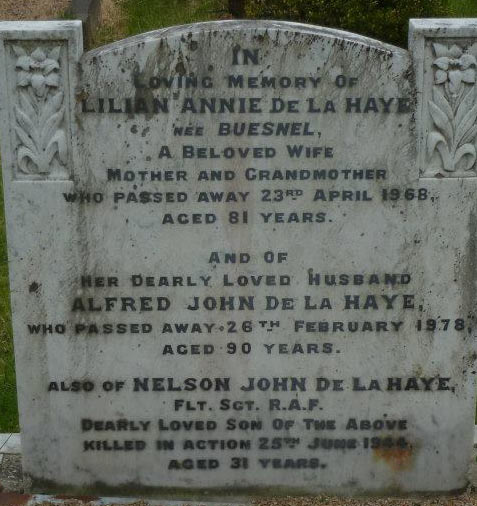 IN
LOVING MEMORY OF
LILIAN ANNIE DE LA HAYE
NÉE BUESNEL,
A BELOVED WIFE
MOTHER AND GRANDMOTHER
WHO PASSED AWAY 23RD APRIL 1968,
AGED 81 YEARS.
AND OF
HER DEARLY LOVED HUSBAND
ALFRED JOHN DE LA HAYE,
WHO PASSED AWAY 26TH FEBRUARY 1978,
AGED 90 YEARS.
ALSO OF NELSON JOHN DE LA HAYE,
FLT. SGT. R.A.F.
DEARLY LOVED SON OF THE ABOVE
KILLED IN ACTION 25TH JUNE 1944,
AGED 31 YEARS.